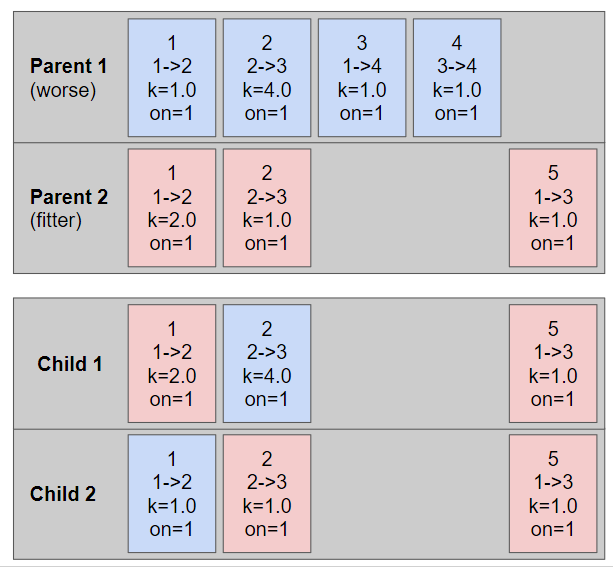 Parent 1
(worse)
1
1->2
k=1.0
on=1
2
2->3
k=4.0
on=1
3
1->4
k=1.0
on=1
4
3->4
k=1.0
on=1
Parent 2
(fitter)
1
1->2
k=2.0
on=1
2
2->3
k=1.0
on=1
5
1->3
k=1.0
on=1
Child 1
1
1->2
k=2.0
on=1
2
2->3
k=4.0
on=1
5
1->3
k=1.0
on=1
Child 2
1
1->2
k=1.0
on=1
2
2->3
k=1.0
on=1
5
1->3
k=1.0
on=1